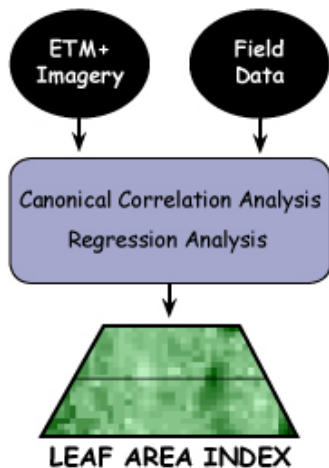 ETM+
Imagery
Field
Data
Canonical Correlation Analysis
Regression Analysis
LEAF AREA INDEX